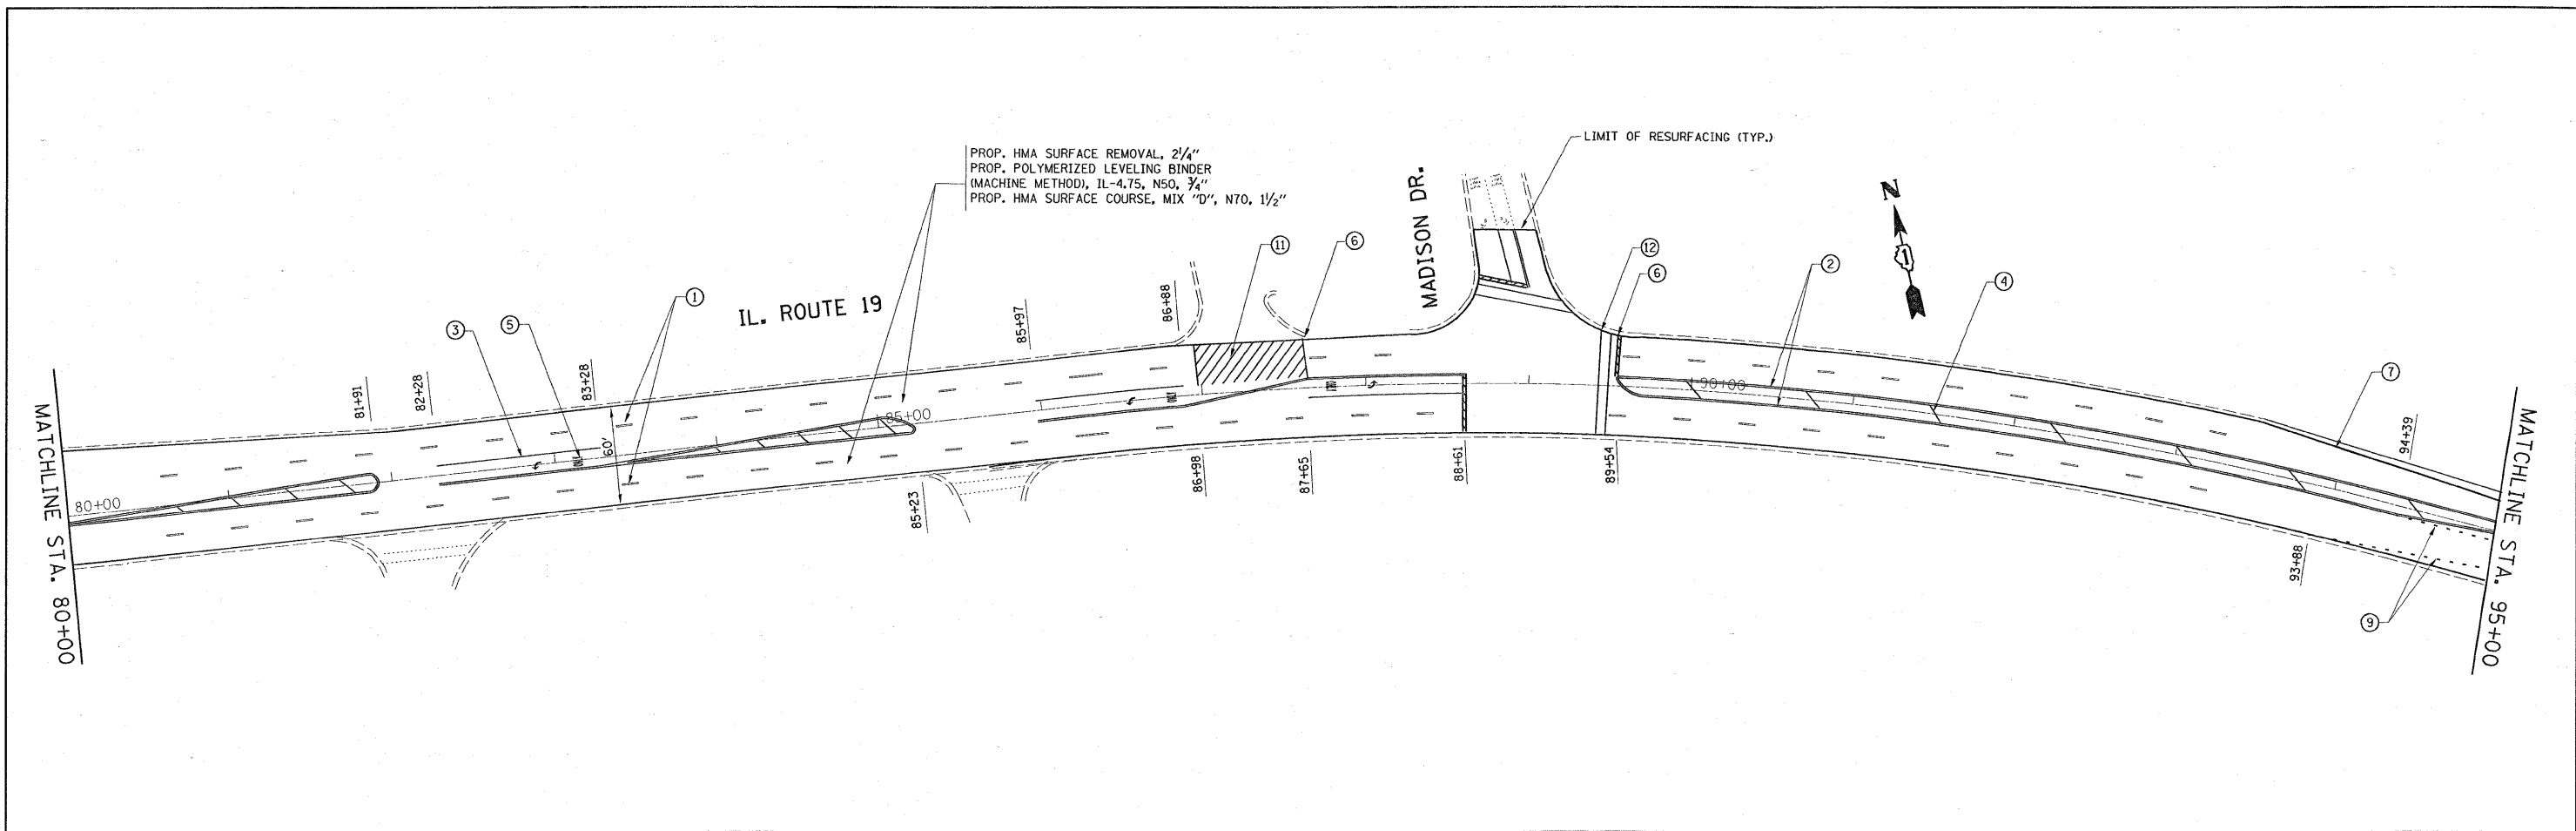 PROP. HMA SURFACE REMOVAL, 2 1/4"
PROP. POLYMERIZED LEVELING BINDER
(MACHINE METHOD), IL-4.75, N50, 3/4"
PROP. HMA SURFACE COURSE, MIX "D", N70, 1 1/2"
LIMIT OF RESURFACING (TYP.)
MADISON DR.
N
IL. ROUTE 19
1
3
5
11
6
12
6
2
4
7
9
81+91
82+28
83+28
85+97
86+88
94+39
60'
80+00
85+00
90+00
ONLY
ONLY
ONLY
85+23
86+98
87+65
88+61
89+54
93+88
MATCHLINE STA. 80+00
MATCHLINE STA. 95+00